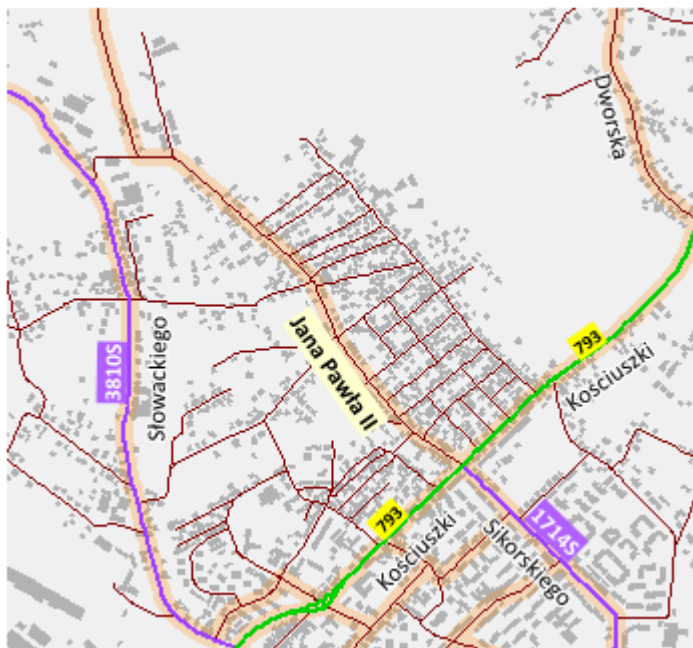 Dworska
793
Kościuszki
Jana Pawła II
3810S
Słowackiego
793
Kościuszki
1714S
Sikorskiego